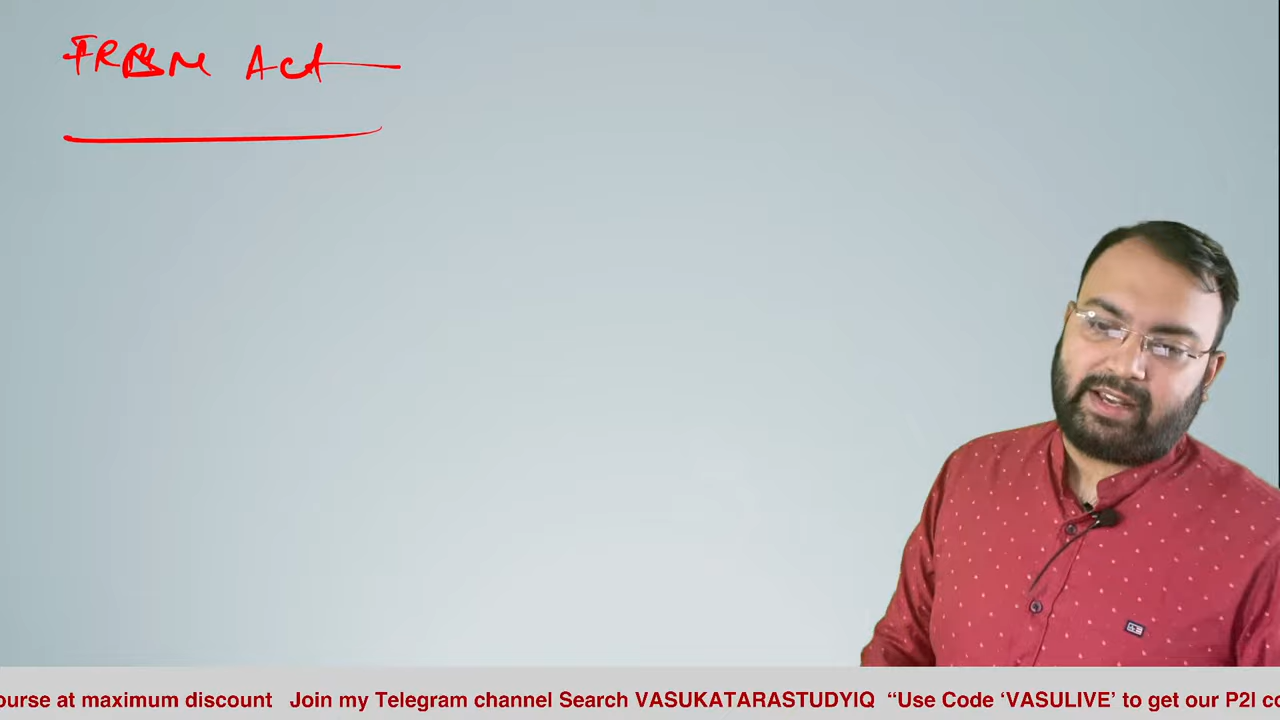 FRBM Act
ourse at maximum discount Join my Telegram channel Search VASUKATARASTUDYIQ “Use Code ‘VASULIVE’ to get our P2I co